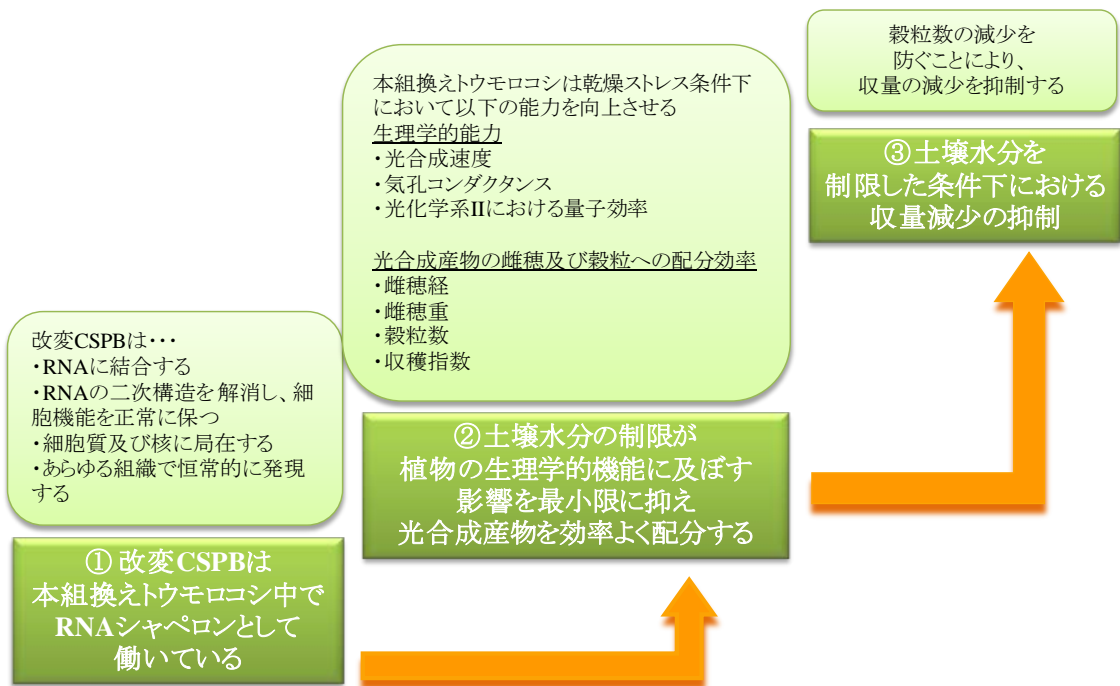 改変CSPBは・・・
・RNAに結合する
・RNAの二次構造を解消し、細
胞機能を正常に保つ
・細胞質及び核に局在する
・あらゆる組織で恒常的に発現
する
①改変CSPBは
本組換えトウモロコシ中で
RNAシャペロンとして
働いている
本組換えトウモロコシは乾燥ストレス条件下
において以下の能力を向上させる
生理学的能力
・光合成速度
・気孔コンダクタンス
・光化学系IIにおける量子効率
光合成産物の雌穂及び穀粒への配分効率
・雌穂経
・雌穂重
・穀粒数
・収穫指数
②土壌水分の制限が
植物の生理学的機能に及ぼす
影響を最小限に抑え
光合成産物を効率よく配分する
穀粒数の減少を
防ぐことにより、
収量の減少を抑制する
③土壌水分を
制限した条件下における
収量減少の抑制